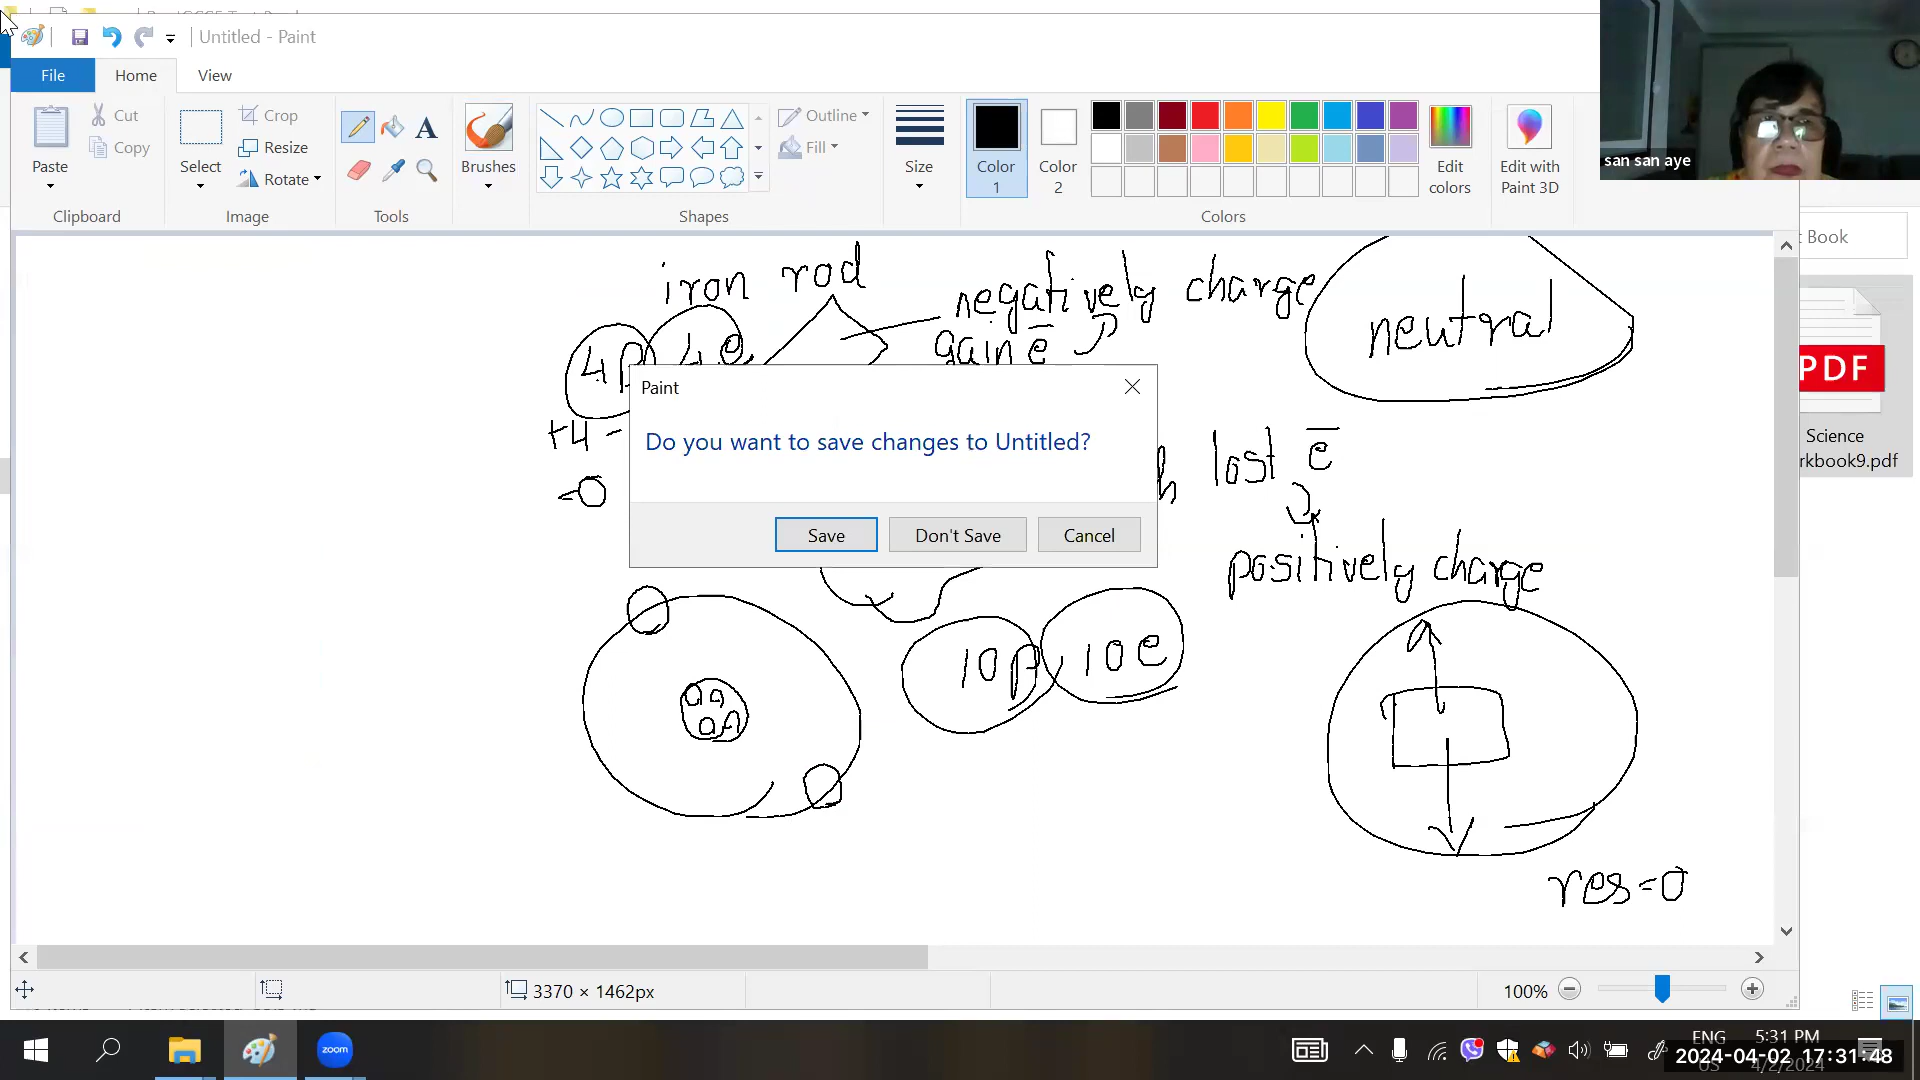 Untitled - Paint
File Home View
Paste
Cut
Copy
Clipboard
Select
Crop
Resize
Rotate
Image
Tools
Brushes
Shapes
Outline
Fill
Size
Color 1
Color 2
Colors
Edit colors
Edit with Paint 3D
san san aye
Book
PDF
Science
rkbook9.pdf
iron rod
negatively charge
gain e
neutral
4p 4e
+4 -
=0
lost e
positively charge
10p 10e
res=0
Paint
Do you want to save changes to Untitled?
Save Don't Save Cancel
3370 × 1462px
100%
zoom
ENG
5:31 PM
2024-04-02 17:31:48